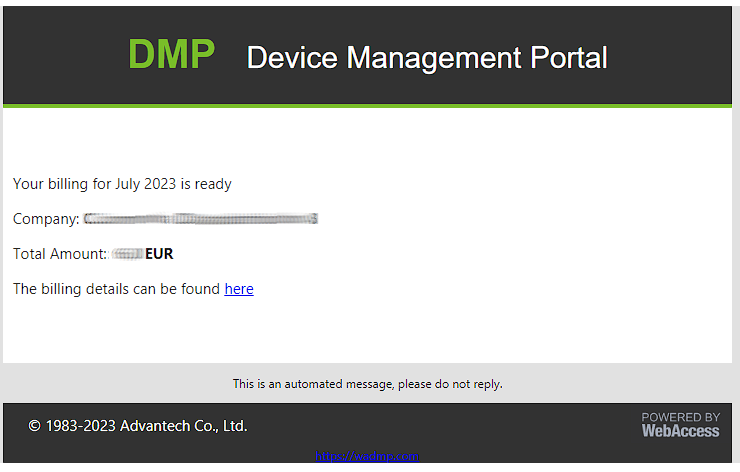 DMP Device Management Portal
Your billing for July 2023 is ready
Company:
Total Amount: EUR
The billing details can be found here
This is an automated message, please do not reply.
© 1983-2023 Advantech Co., Ltd.
POWERED BY
WebAccess
https://wadmp.com